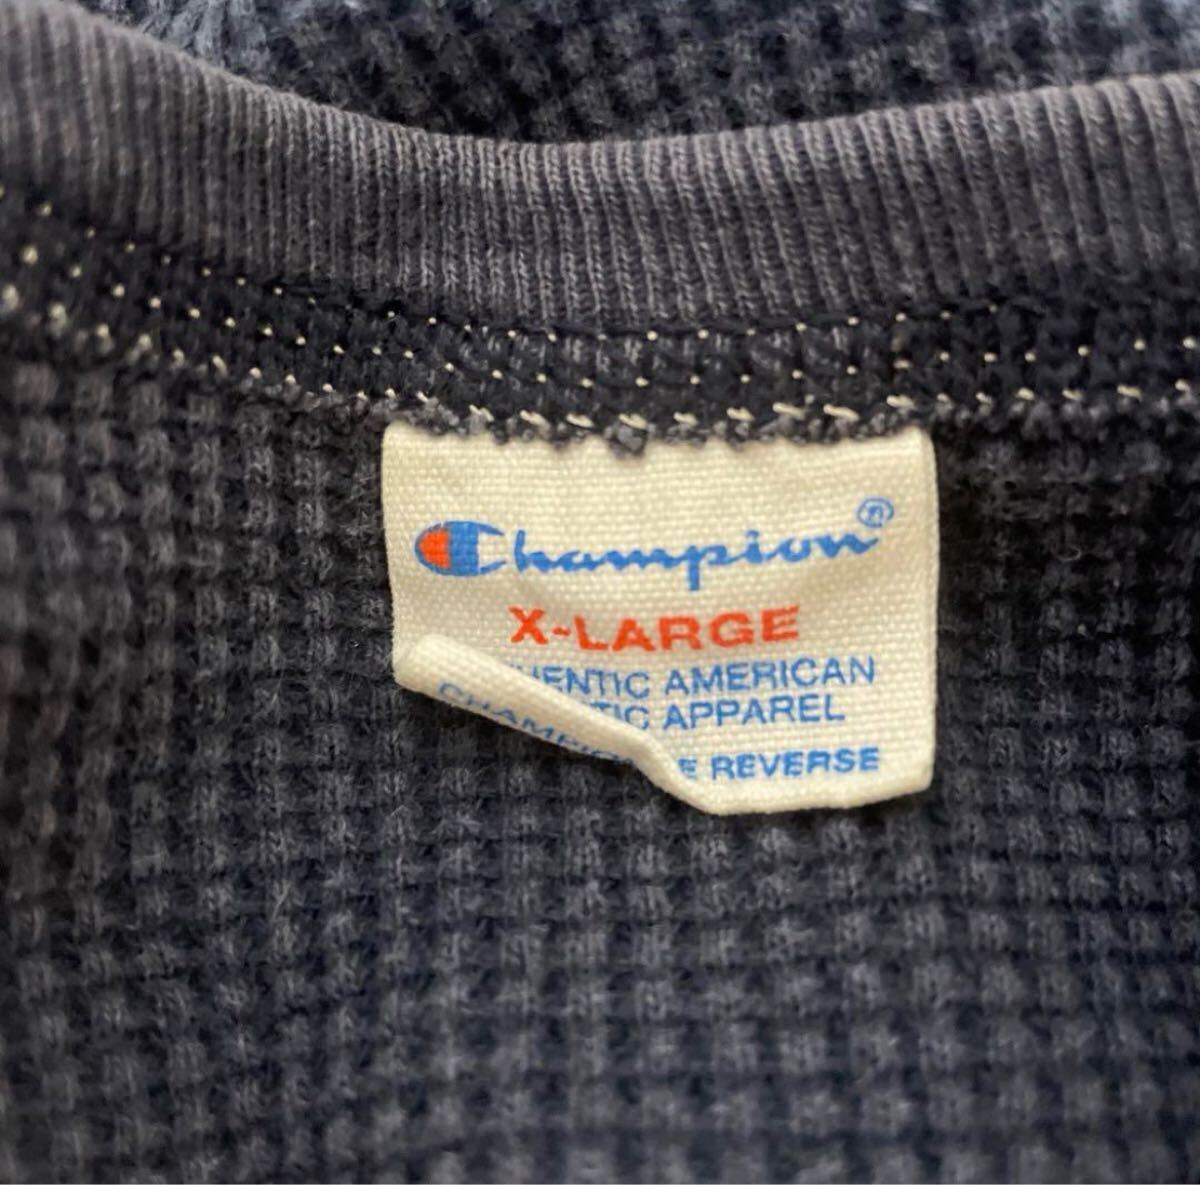 Champion®
X-LARGE
AMERICAN
APPAREL
REVERSE